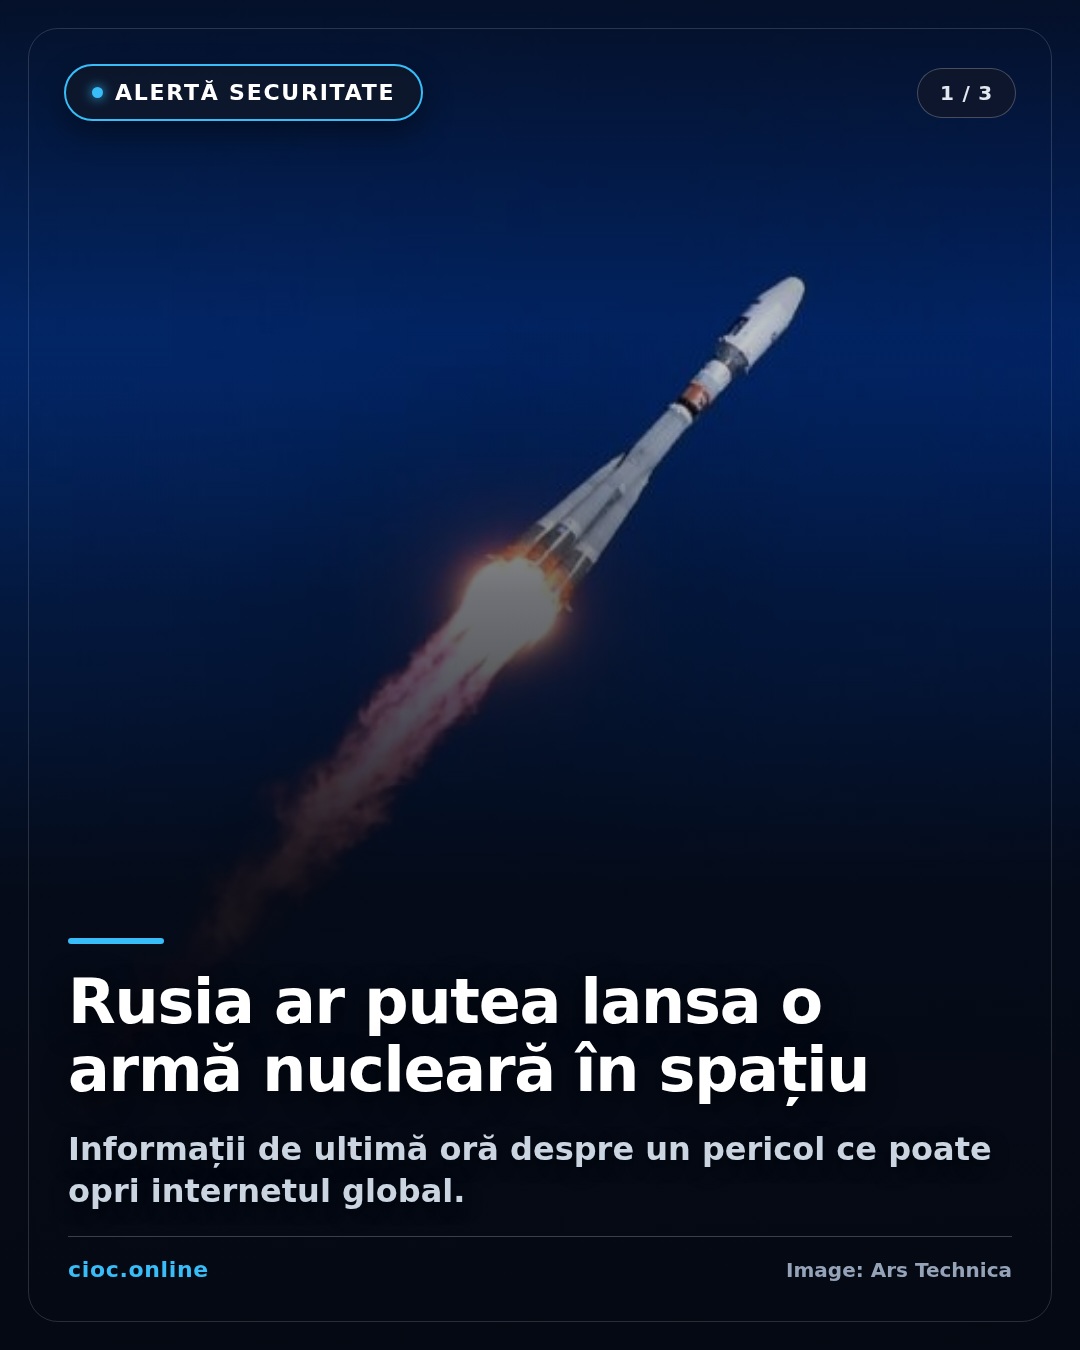 ALERTĂ SECURITATE
1 / 3
Rusia ar putea lansa o
armă nucleară în spațiu
Informații de ultimă oră despre un pericol ce poate
opri internetul global.
cioc.online
Image: Ars Technica